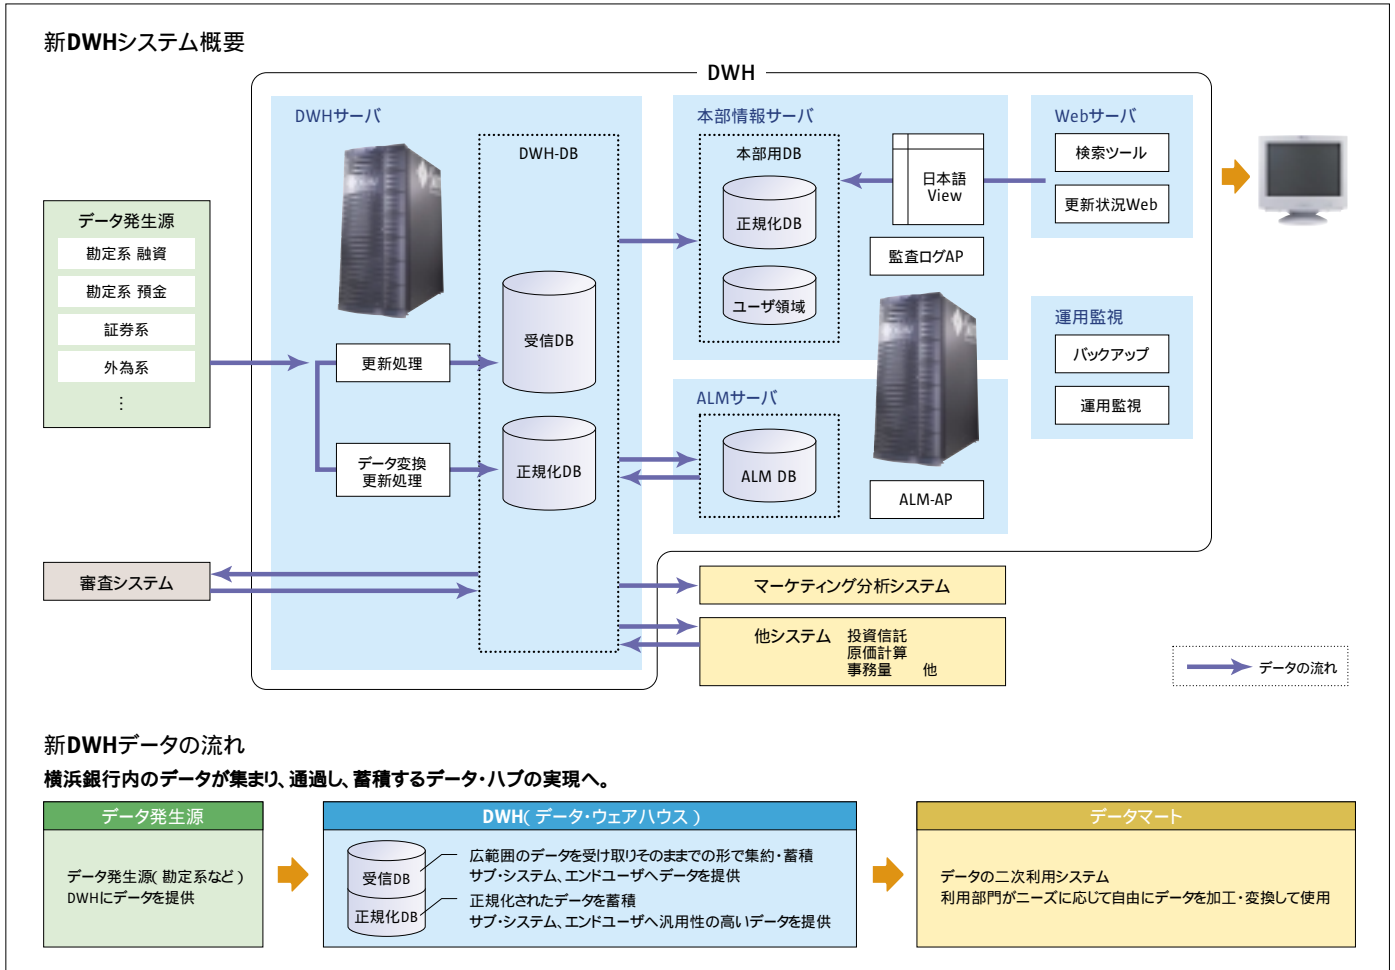 新DWHシステム概要
DWH
DWHサーバ
DWH-DB
受信DB
正規化DB
更新処理
データ変換
更新処理
データ発生源
勘定系 融資
勘定系 預金
証券系
外為系
⋮
審査システム
本部情報サーバ
本部用DB
正規化DB
ユーザ領域
日本語
View
監査ログAP
ALMサーバ
ALM DB
ALM-AP
Webサーバ
検索ツール
更新状況Web
運用監視
バックアップ
運用監視
マーケティング分析システム
他システム 投資信託
原価計算
事務量 他
データの流れ
新DWHデータの流れ
横浜銀行内のデータが集まり、通過し、蓄積するデータ・ハブの実現へ。
データ発生源
データ発生源(勘定系など)
DWHにデータを提供
DWH(データ・ウェアハウス)
受信DB
正規化DB
広範囲のデータを受け取りそのままでの形で集約・蓄積
サブ・システム、エンドユーザへデータを提供
正規化されたデータを蓄積
サブ・システム、エンドユーザへ汎用性の高いデータを提供
データマート
データの二次利用システム
利用部門がニーズに応じて自由にデータを加工・変換して使用